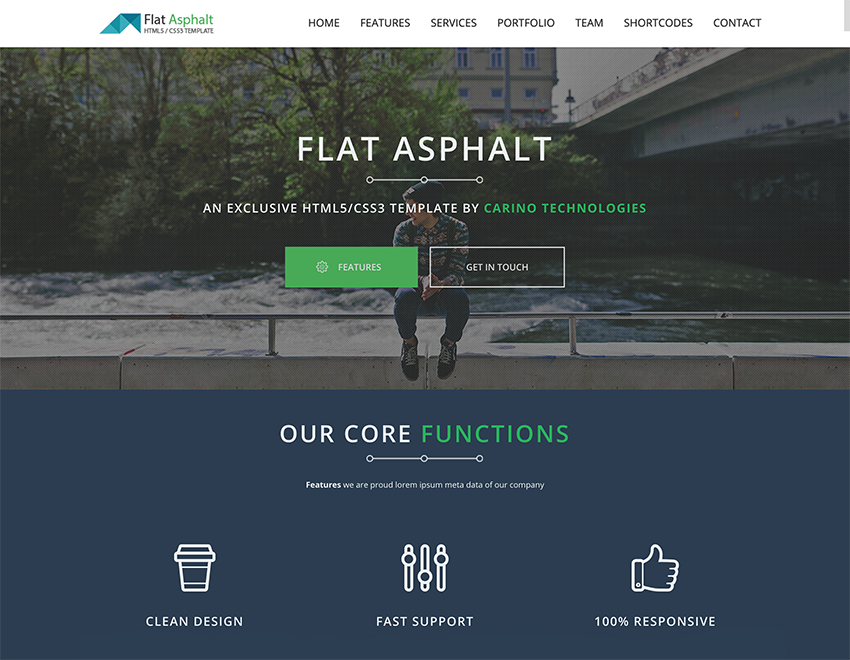 Flat Asphalt
HTML5 / CSS3 TEMPLATE
HOME FEATURES SERVICES PORTFOLIO TEAM SHORTCODES CONTACT
FLAT ASPHALT
AN EXCLUSIVE HTML5/CSS3 TEMPLATE BY CARINO TECHNOLOGIES
FEATURES GET IN TOUCH
OUR CORE FUNCTIONS
Features we are proud lorem ipsum meta data of our company
CLEAN DESIGN FAST SUPPORT 100% RESPONSIVE